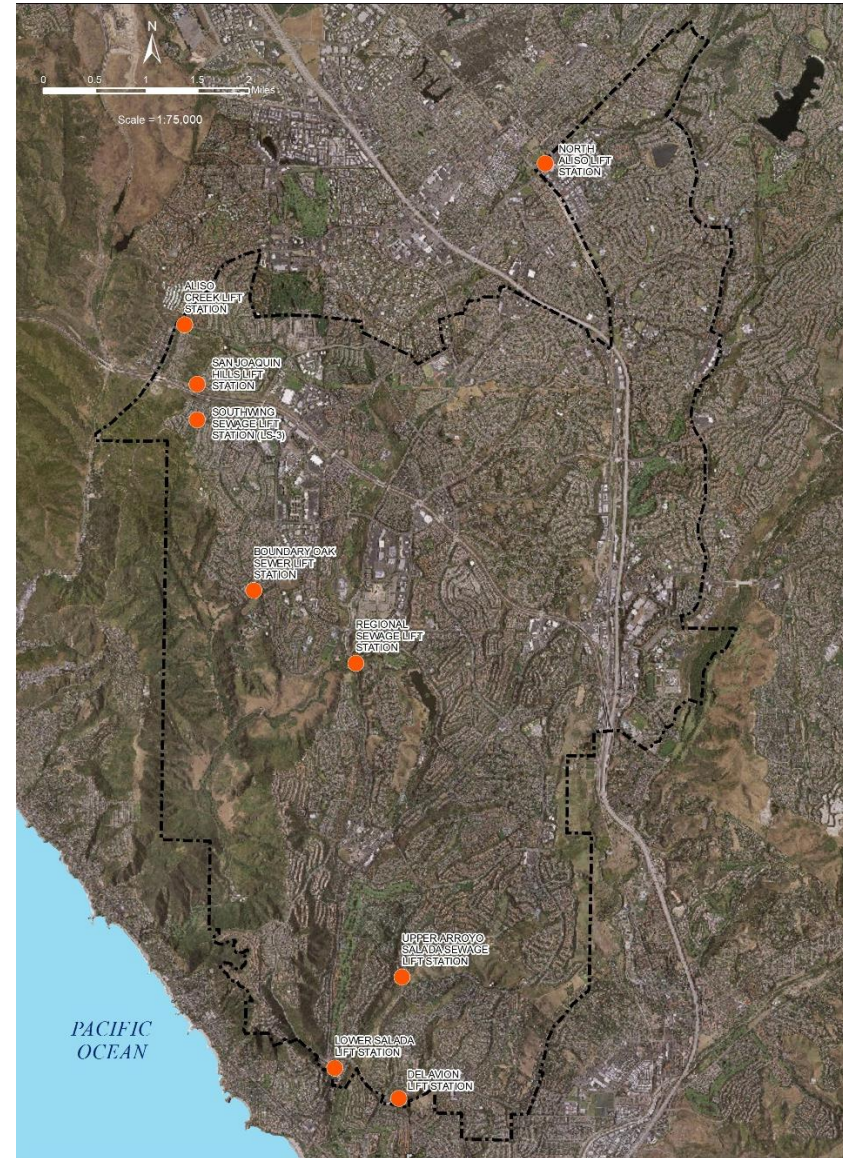 N
0 0.5 1 1.5 2
Miles
Scale = 1:75,000
NORTH
ALISO LIFT
STATION
ALISO
CREEK LIFT
STATION
SAN JOAQUIN
HILLS LIFT
STATION
SOUTHWING
SEWAGE LIFT
STATION (LS-3)
BOUNDARY OAK
SEWER LIFT
STATION
REGIONAL
SEWAGE LIFT
STATION
UPPER ARROYO
SALADA SEWAGE
LIFT STATION
PACIFIC
OCEAN
LOWER SALADA
LIFT STATION
DEL AVION
LIFT STATION